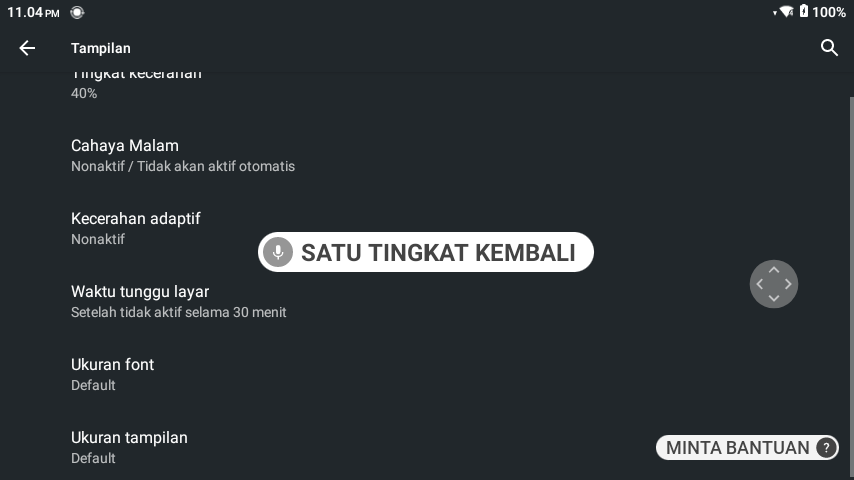 11.04 PM
100%
Tampilan
Tingkat kecerahan
40%
Cahaya Malam
Nonaktif / Tidak akan aktif otomatis
Kecerahan adaptif
Nonaktif
SATU TINGKAT KEMBALI
Waktu tunggu layar
Setelah tidak aktif selama 30 menit
Ukuran font
Default
Ukuran tampilan
Default
MINTA BANTUAN ?